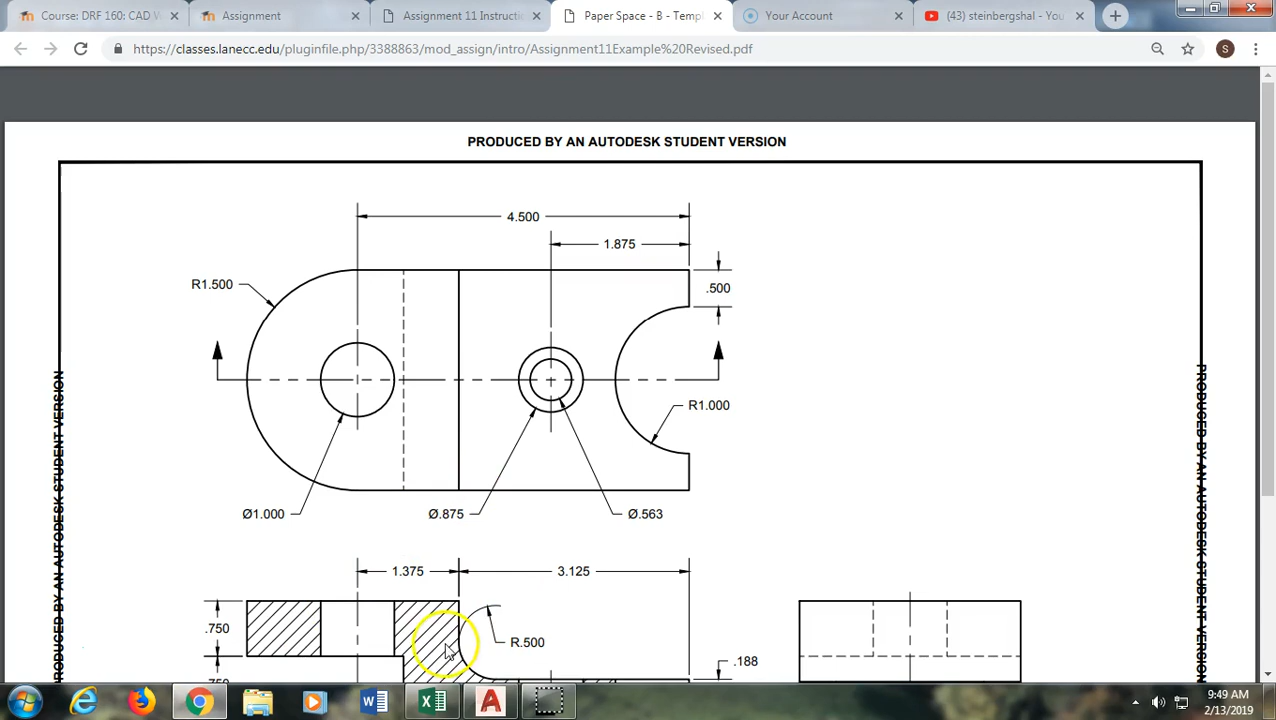 Course: DRF 160: CAD W
Assignment
Assignment 11 Instructic
Paper Space - B - Templ
Your Account
(43) steinbergshal - You
https://classes.lanecc.edu/pluginfile.php/3388863/mod_assign/intro/Assignment11Example%20Revised.pdf
S
PRODUCED BY AN AUTODESK STUDENT VERSION
4.500
1.875
R1.500
.500
R1.000
Ø1.000
Ø.875
Ø.563
PRODUCED BY AN AUTODESK STUDENT VERSION
PRODUCED BY AN AUTODESK STUDENT VERSION
1.375
3.125
.750
R.500
.188
.750
9:49 AM
2/13/2019